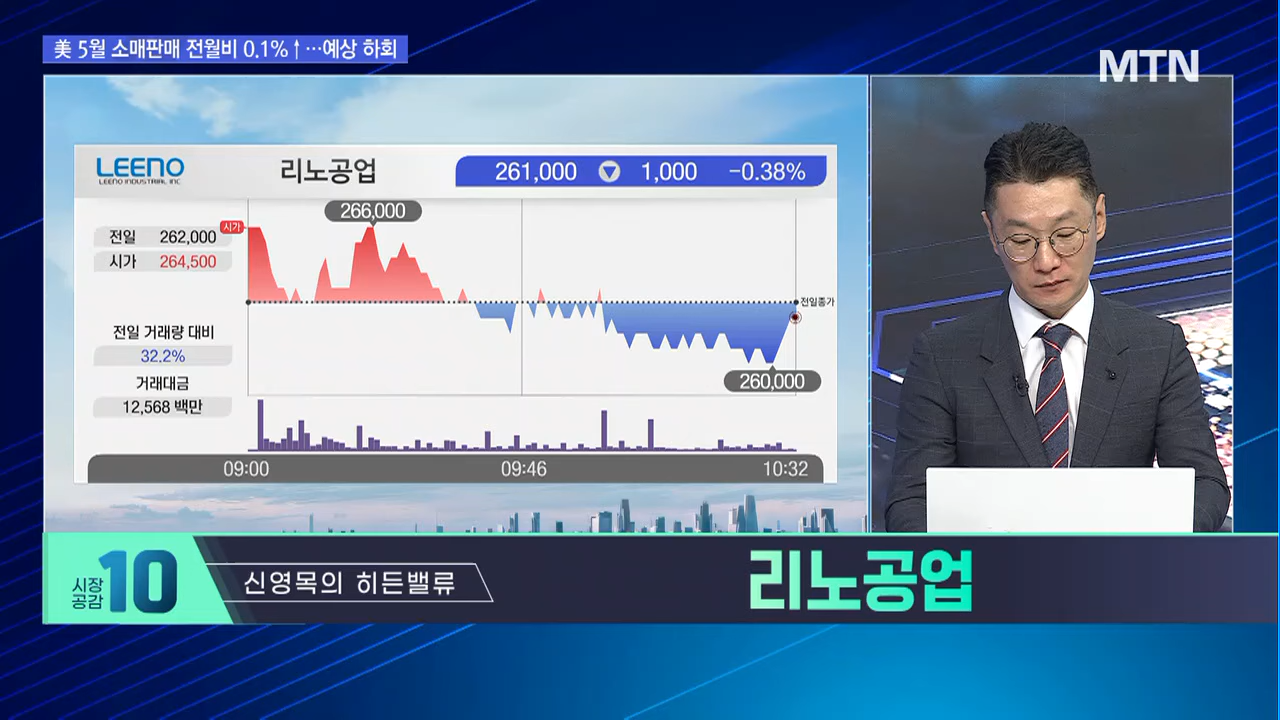 美 5월 소매판매 전월비 0.1%↑…예상 하회
MTN
LEENO
LEENO INDUSTRIAL INC
리노공업
261,000 ▼ 1,000 -0.38%
266,000
시가
전일 262,000
시가 264,500
전일종가
전일 거래량 대비
32.2%
거래대금
12,568 백만
260,000
09:00 09:46 10:32
시장
공감
10
신영목의 히든밸류
리노공업